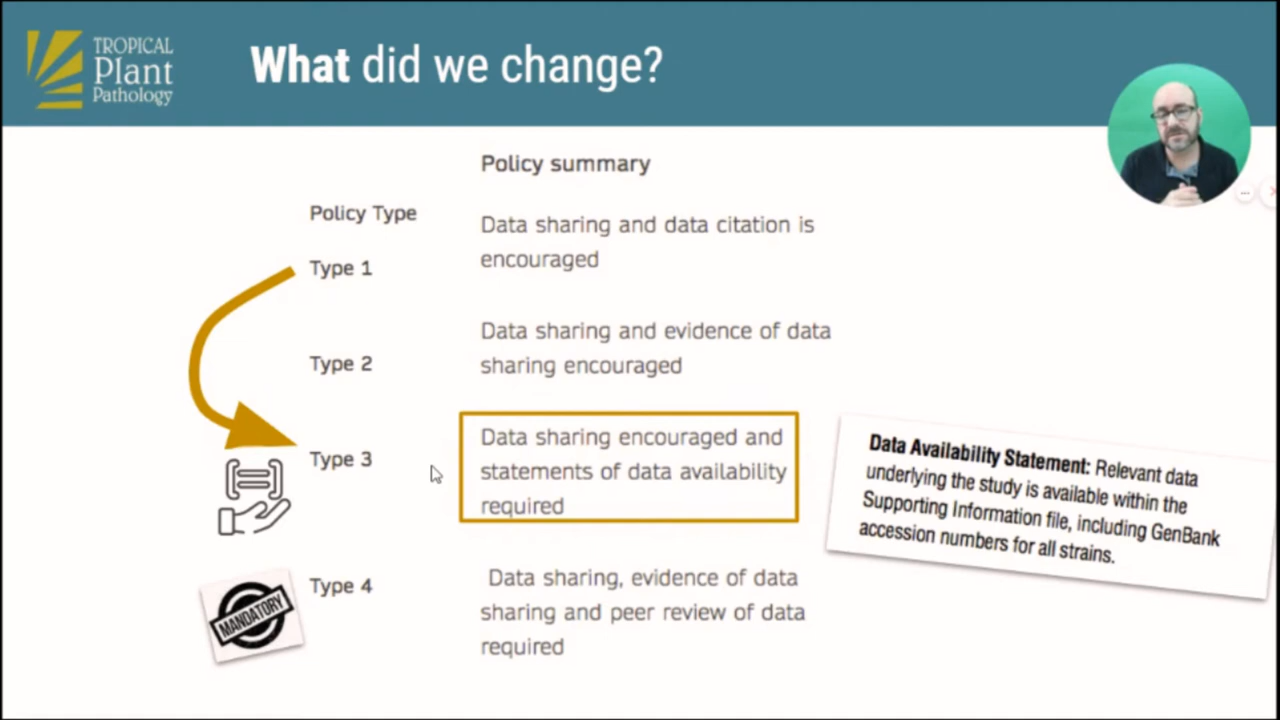 TROPICAL
Plant
Pathology
What did we change?
Policy summary
Policy Type
Data sharing and data citation is
encouraged
Type 1
Data sharing and evidence of data
sharing encouraged
Type 2
Data sharing encouraged and
statements of data availability
required
Type 3
Data Availability Statement: Relevant data
underlying the study is available within the
Supporting Information file, including GenBank
accession numbers for all strains.
Type 4
Data sharing, evidence of data
sharing and peer review of data
required
MANDATORY